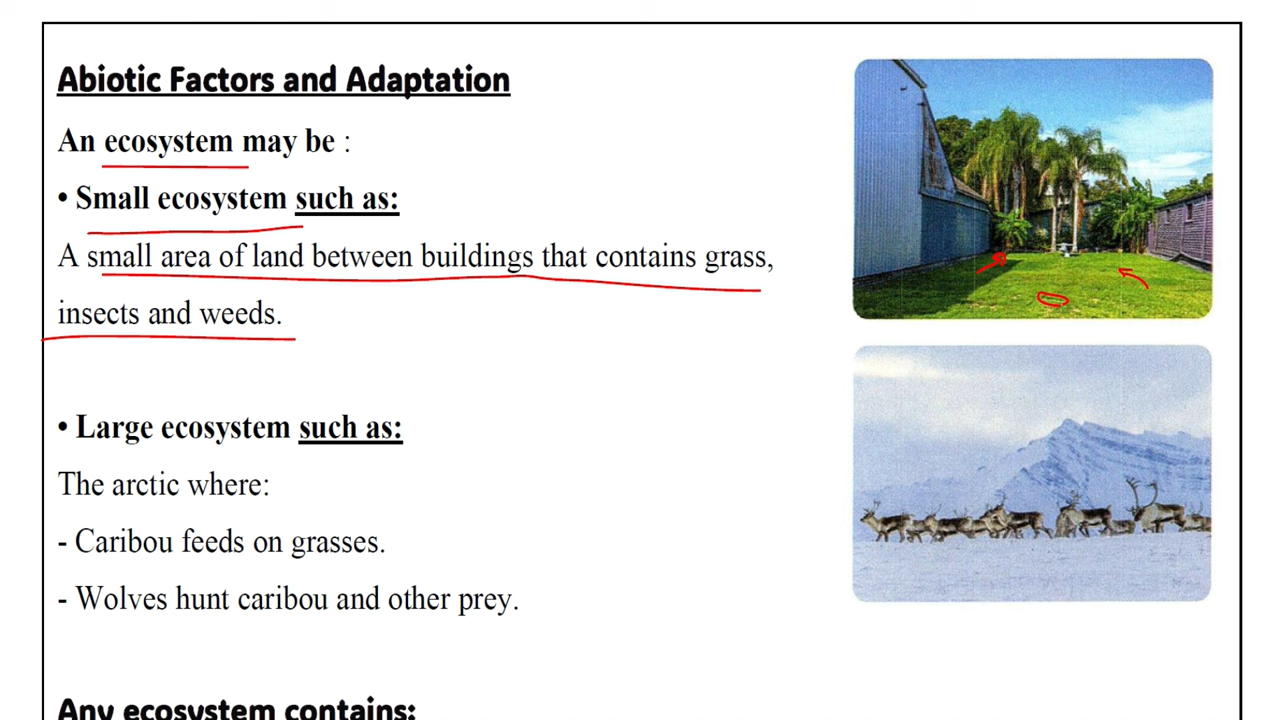 Abiotic Factors and Adaptation
An ecosystem may be :
• Small ecosystem such as:
A small area of land between buildings that contains grass,
insects and weeds.
• Large ecosystem such as:
The arctic where:
- Caribou feeds on grasses.
- Wolves hunt caribou and other prey.
Any ecosystem contains: